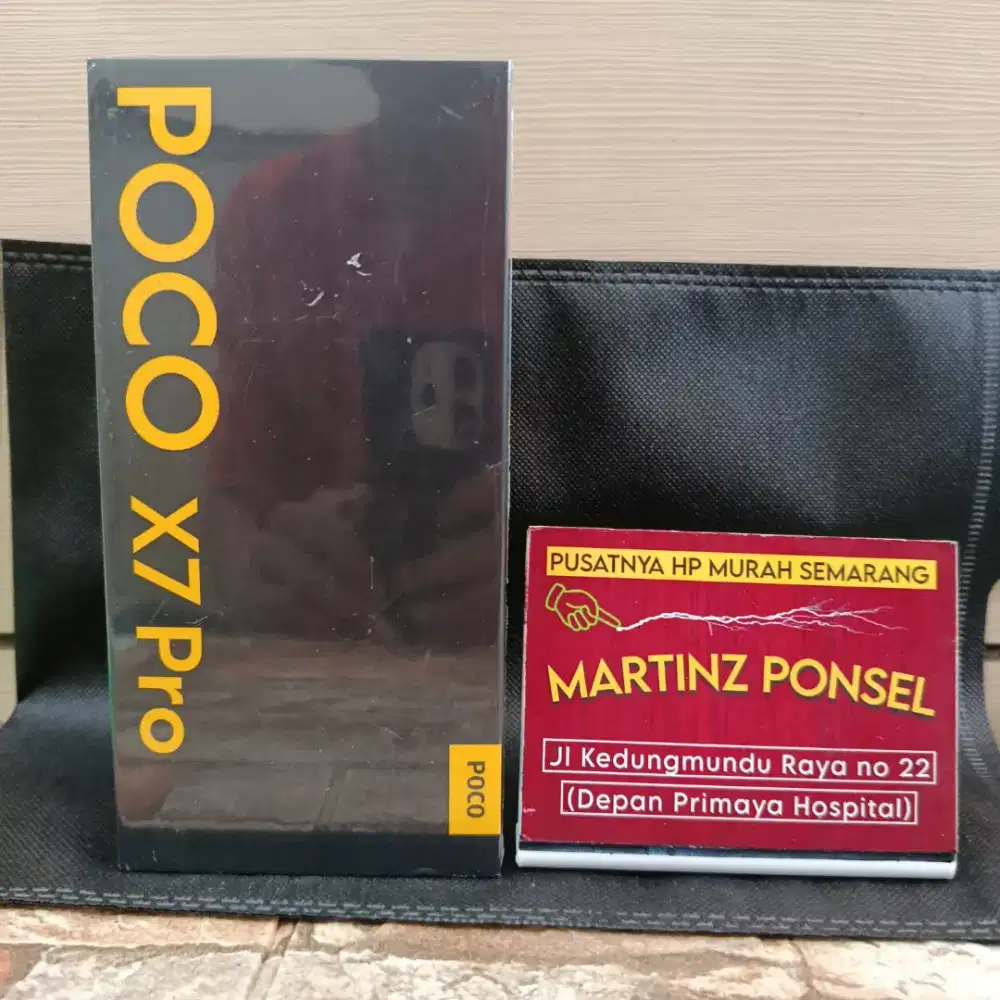 POCO X7 Pro
POCO
PUSATNYA HP MURAH SEMARANG
MARTINZ PONSEL
Jl Kedungmundu Raya no 22
(Depan Primaya Hospital)